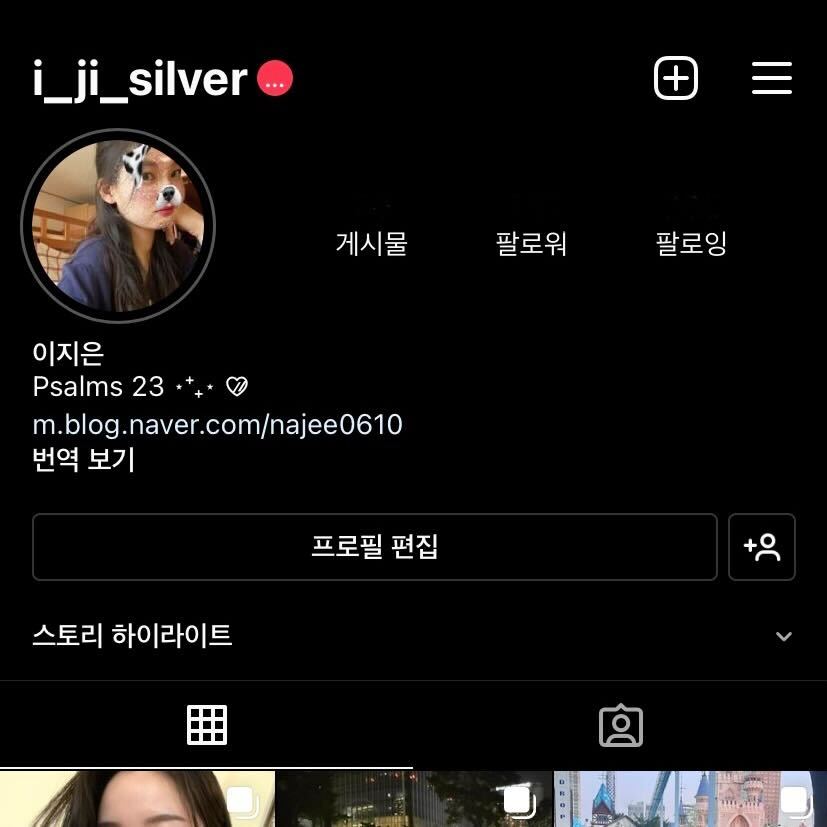 i_ji_silver
게시물 팔로워 팔로잉
이지은
Psalms 23 ⋆⁺₊⋆ ♡
m.blog.naver.com/najee0610
번역 보기
프로필 편집
스토리 하이라이트
DROP